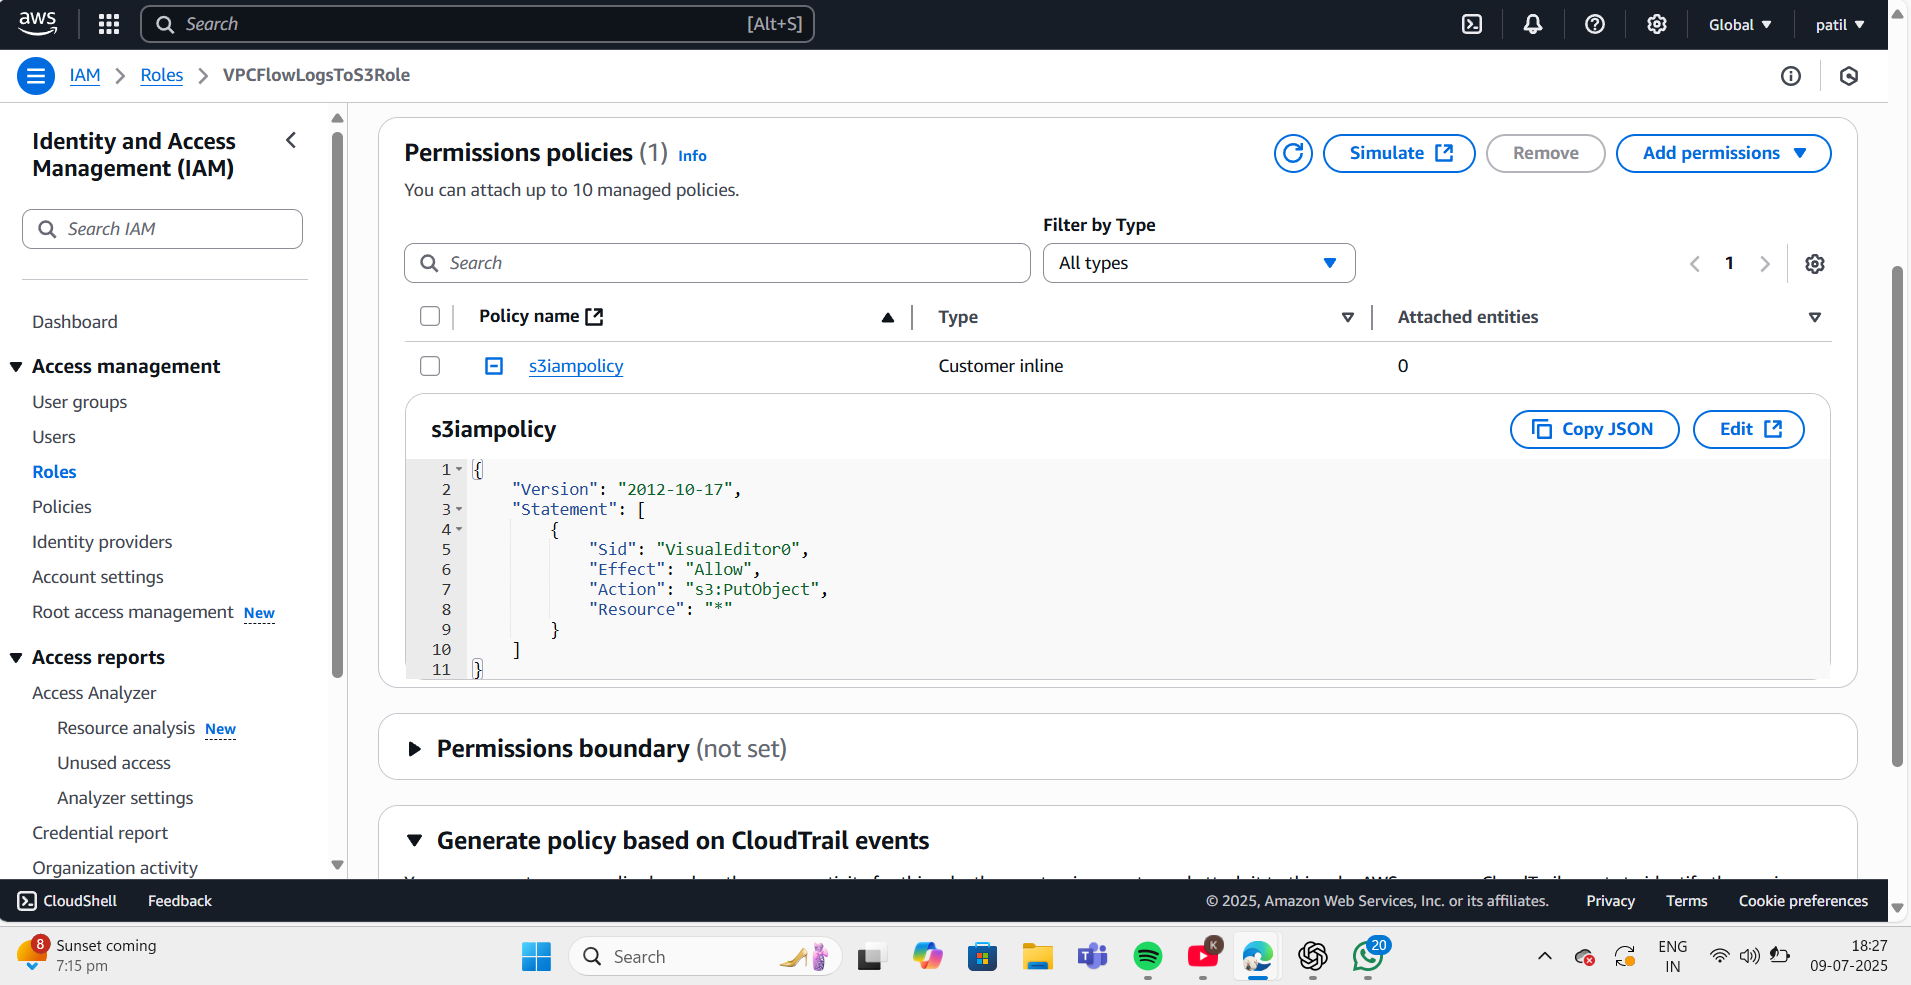 aws
Search
[Alt+S]
Global
patil
IAM
Roles
VPCFlowLogsToS3Role
Identity and Access
Management (IAM)
Search IAM
Dashboard
Access management
User groups
Users
Roles
Policies
Identity providers
Account settings
Root access management New
Access reports
Access Analyzer
Resource analysis New
Unused access
Analyzer settings
Credential report
Organization activity
Permissions policies (1) Info
Simulate
Remove
Add permissions
You can attach up to 10 managed policies.
Filter by Type
Search
All types
1
Policy name
Type
Attached entities
s3iampolicy
Customer inline
0
s3iampolicy
Copy JSON
Edit
1 {
2 "Version": "2012-10-17",
3 "Statement": [
4 {
5 "Sid": "VisualEditor0",
6 "Effect": "Allow",
7 "Action": "s3:PutObject",
8 "Resource": "*"
9 }
10 ]
11 }
Permissions boundary (not set)
Generate policy based on CloudTrail events
CloudShell
Feedback
© 2025, Amazon Web Services, Inc. or its affiliates.
Privacy
Terms
Cookie preferences
8
Sunset coming
7:15 pm
Search
K
20
ENG
IN
18:27
09-07-2025